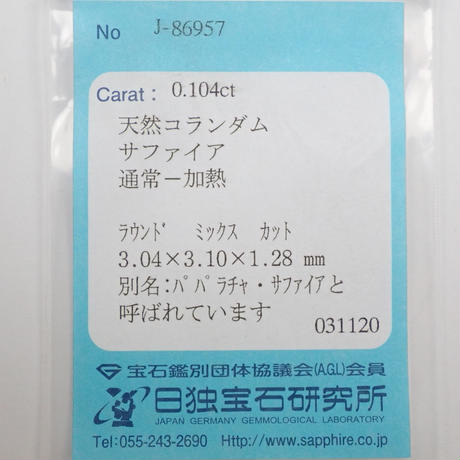 No J-86957
Carat : 0.104ct
天然コランダム
サファイア
通常－加熱
ﾗｳﾝﾄﾞ ﾐｯｸｽ ｶｯﾄ
3.04×3.10×1.28 mm
別名:ﾊﾟﾊﾟﾗﾁｬ・ｻﾌｧｲｱと
呼ばれています
031120
宝石鑑別団体協議会(AGL)会員
日独宝石研究所
JAPAN GERMANY GEMMOLOGICAL LABORATORY
Tel:055-243-2690 Http://www.sapphire.co.jp